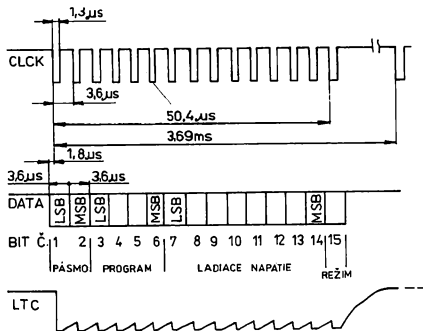 1,3µs
CLCK
3,6µs
50,4µs
3.69ms
1,8µs
3,6µs 3,6µs
DATA LSB MSB LSB MSB LSB MSB
BIT Č. 1 2 3 4 5 6 7 8 9 10 11 12 13 14 15
PÁSMO PROGRAM LADIACE NAPATIE REŽIM
LTC